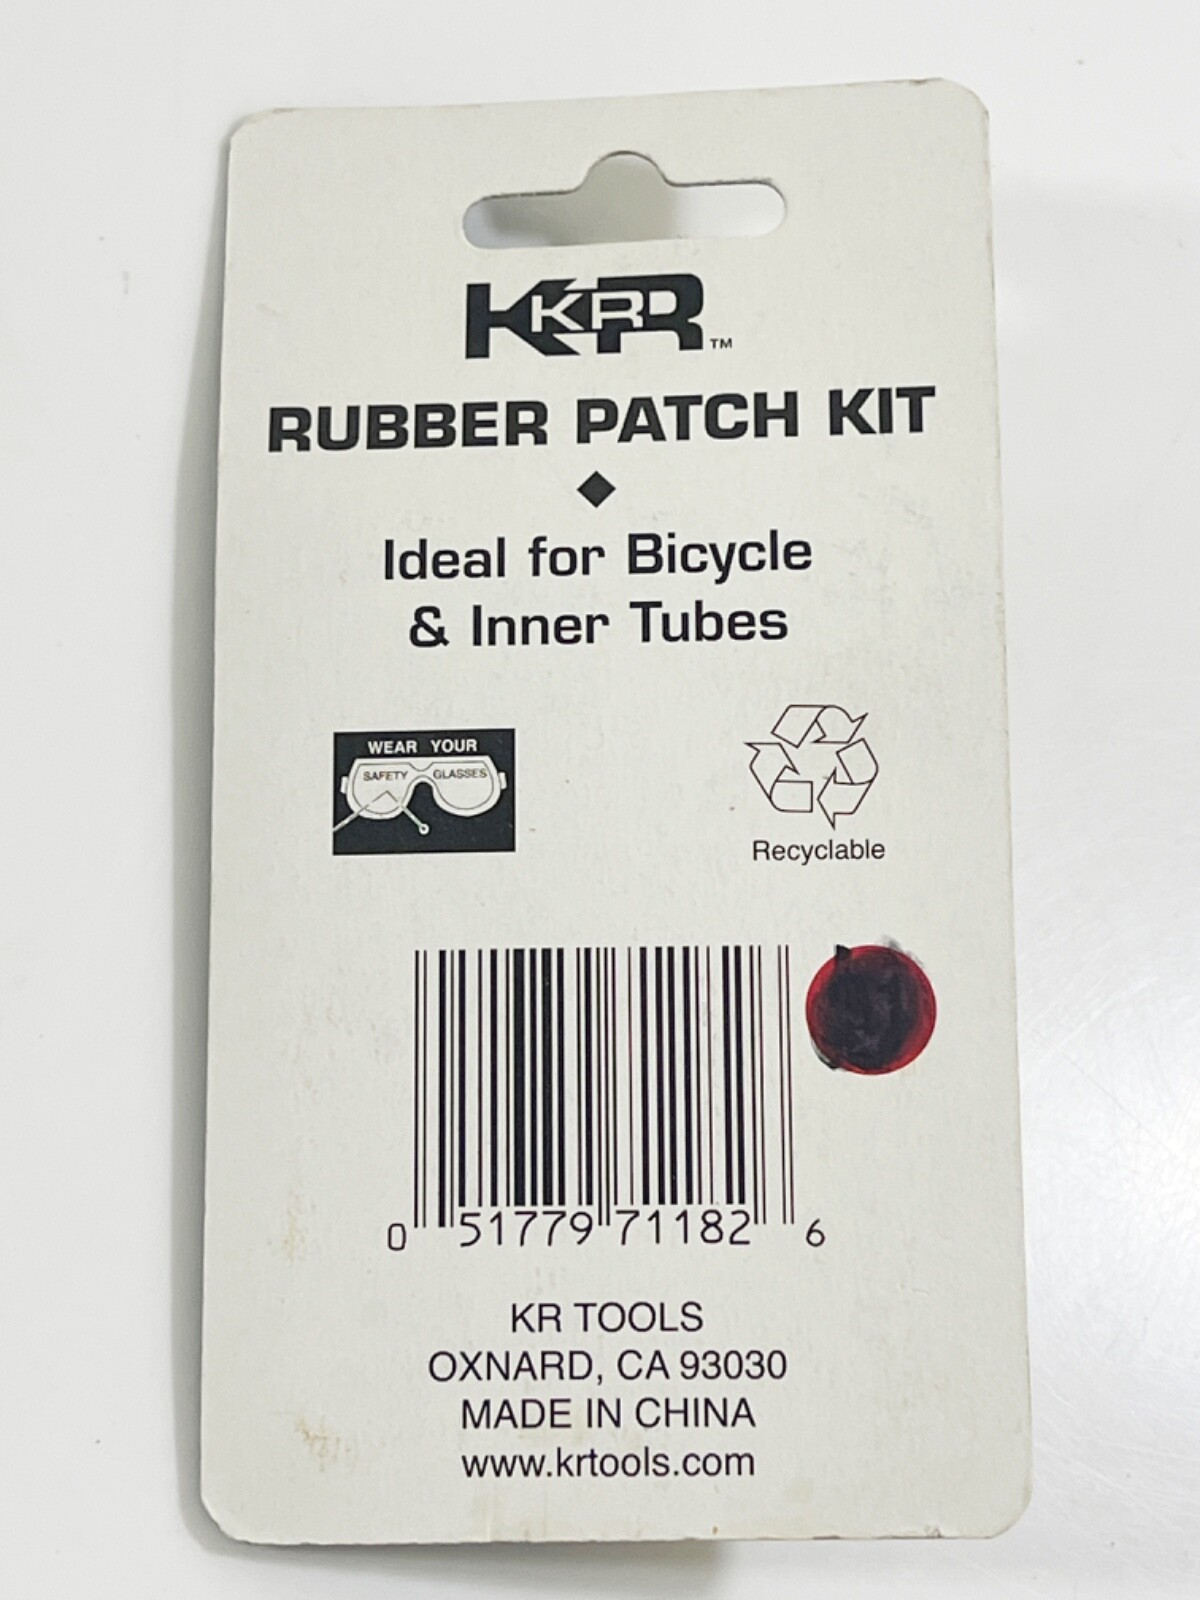 KR KR™
RUBBER PATCH KIT
Ideal for Bicycle
& Inner Tubes
WEAR YOUR
SAFETY GLASSES
Recyclable
0 51779 71182 6
KR TOOLS
OXNARD, CA 93030
MADE IN CHINA
www.krtools.com